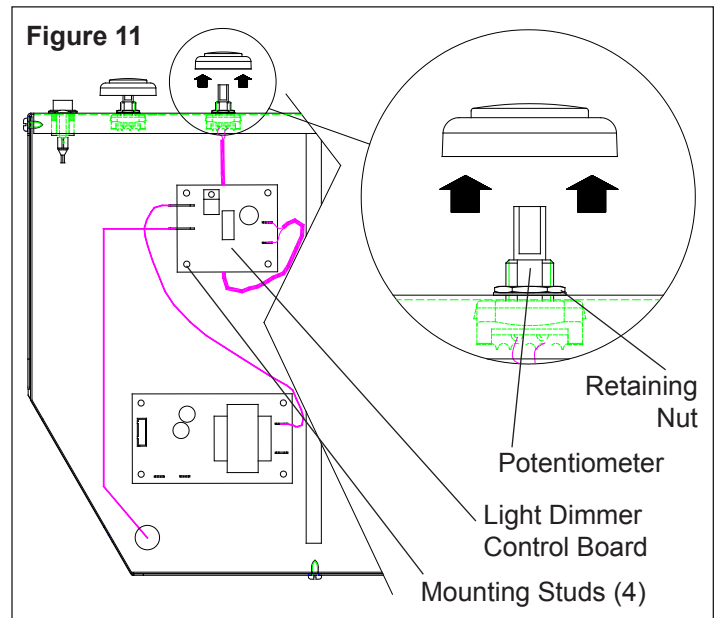 Figure 11
Retaining
Nut
Potentiometer
Light Dimmer
Control Board
Mounting Studs (4)